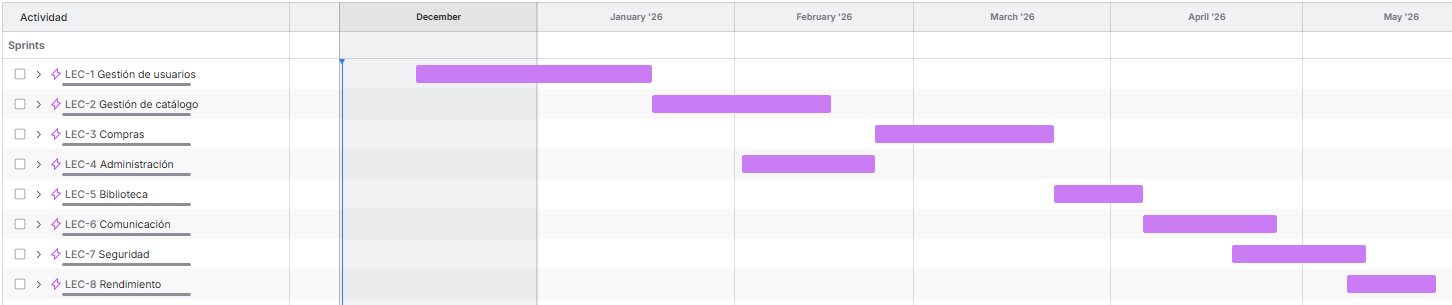 Actividad December January '26 February '26 March '26 April '26 May '26
Sprints
LEC-1 Gestión de usuarios
LEC-2 Gestión de catálogo
LEC-3 Compras
LEC-4 Administración
LEC-5 Biblioteca
LEC-6 Comunicación
LEC-7 Seguridad
LEC-8 Rendimiento